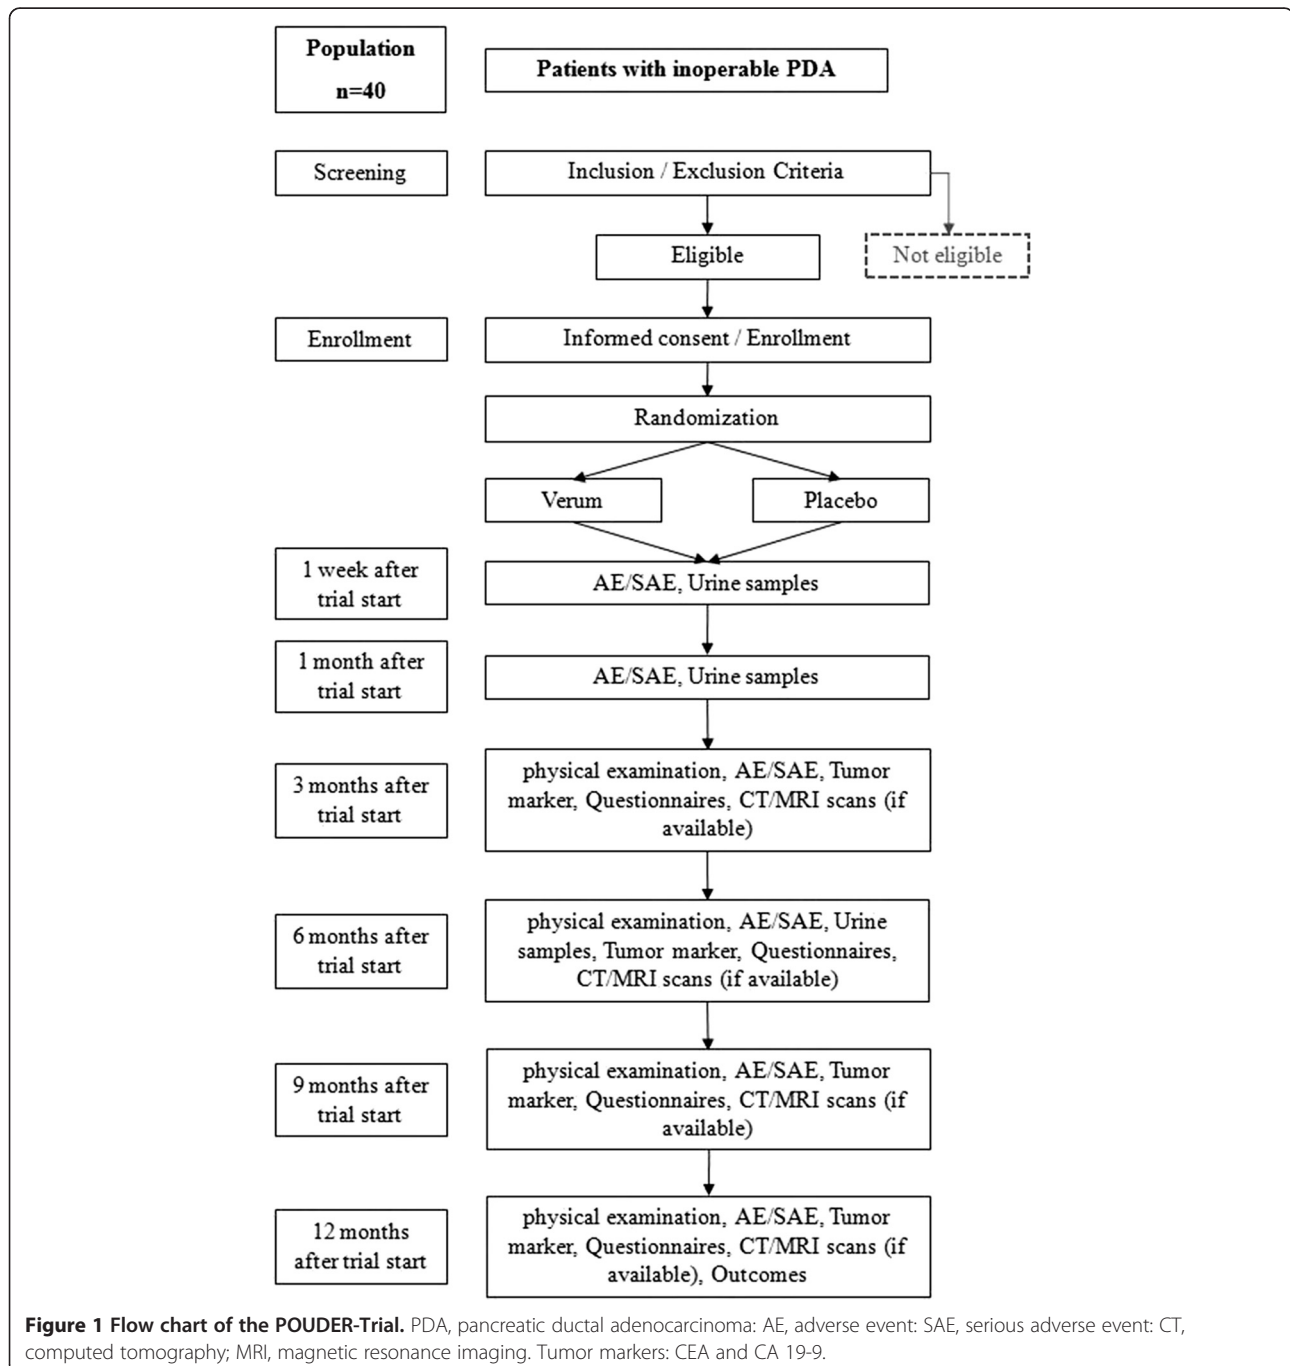 Population
n=40
Patients with inoperable PDA
Screening
Inclusion / Exclusion Criteria
Eligible
Not eligible
Enrollment
Informed consent / Enrollment
Randomization
Verum
Placebo
1 week after
trial start
AE/SAE, Urine samples
1 month after
trial start
AE/SAE, Urine samples
3 months after
trial start
physical examination, AE/SAE, Tumor
marker, Questionnaires, CT/MRI scans (if
available)
6 months after
trial start
physical examination, AE/SAE, Urine
samples, Tumor marker, Questionnaires,
CT/MRI scans (if available)
9 months after
trial start
physical examination, AE/SAE, Tumor
marker, Questionnaires, CT/MRI scans (if
available)
12 months
after trial start
physical examination, AE/SAE, Tumor
marker, Questionnaires, CT/MRI scans (if
available), Outcomes
Figure 1 Flow chart of the POUDER-Trial. PDA, pancreatic ductal adenocarcinoma: AE, adverse event: SAE, serious adverse event: CT,
computed tomography; MRI, magnetic resonance imaging. Tumor markers: CEA and CA 19-9.